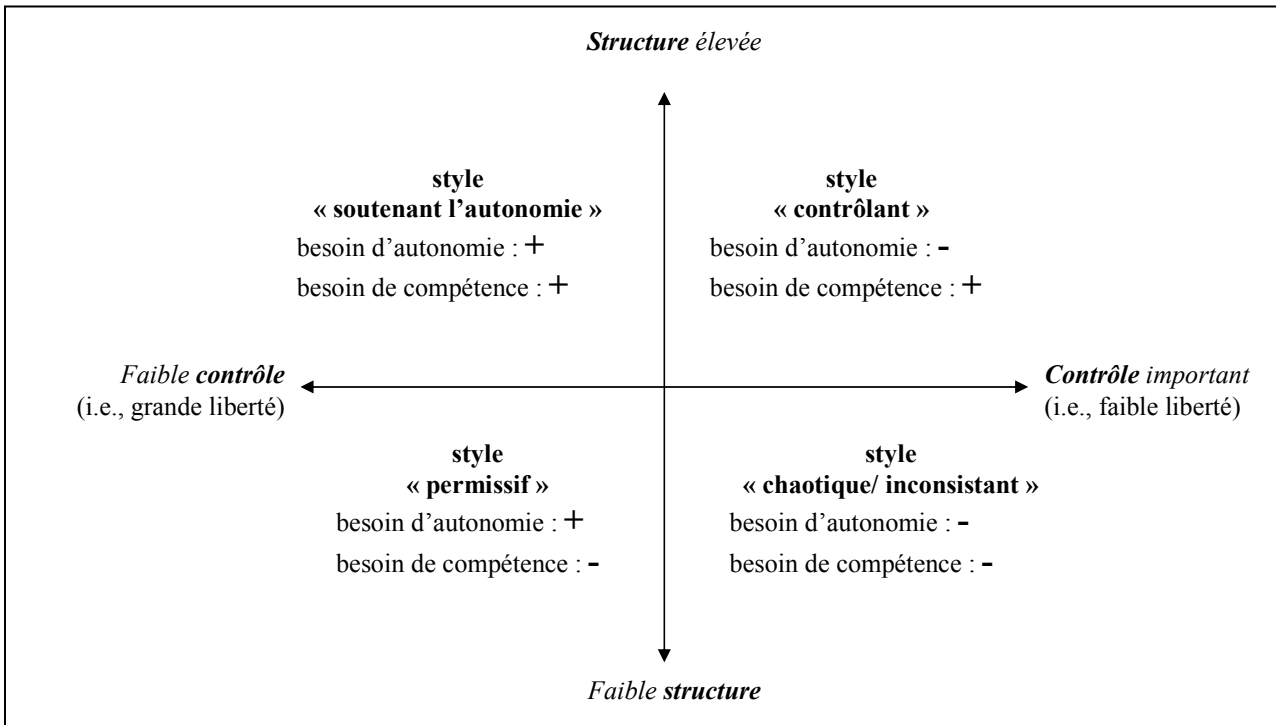 Structure élevée
style
« soutenant l’autonomie »
besoin d’autonomie : +
besoin de compétence : +
style
« contrôlant »
besoin d’autonomie : -
besoin de compétence : +
Faible contrôle
(i.e., grande liberté)
Contrôle important
(i.e., faible liberté)
style
« permissif »
besoin d’autonomie : +
besoin de compétence : -
style
« chaotique/ inconsistant »
besoin d’autonomie : -
besoin de compétence : -
Faible structure